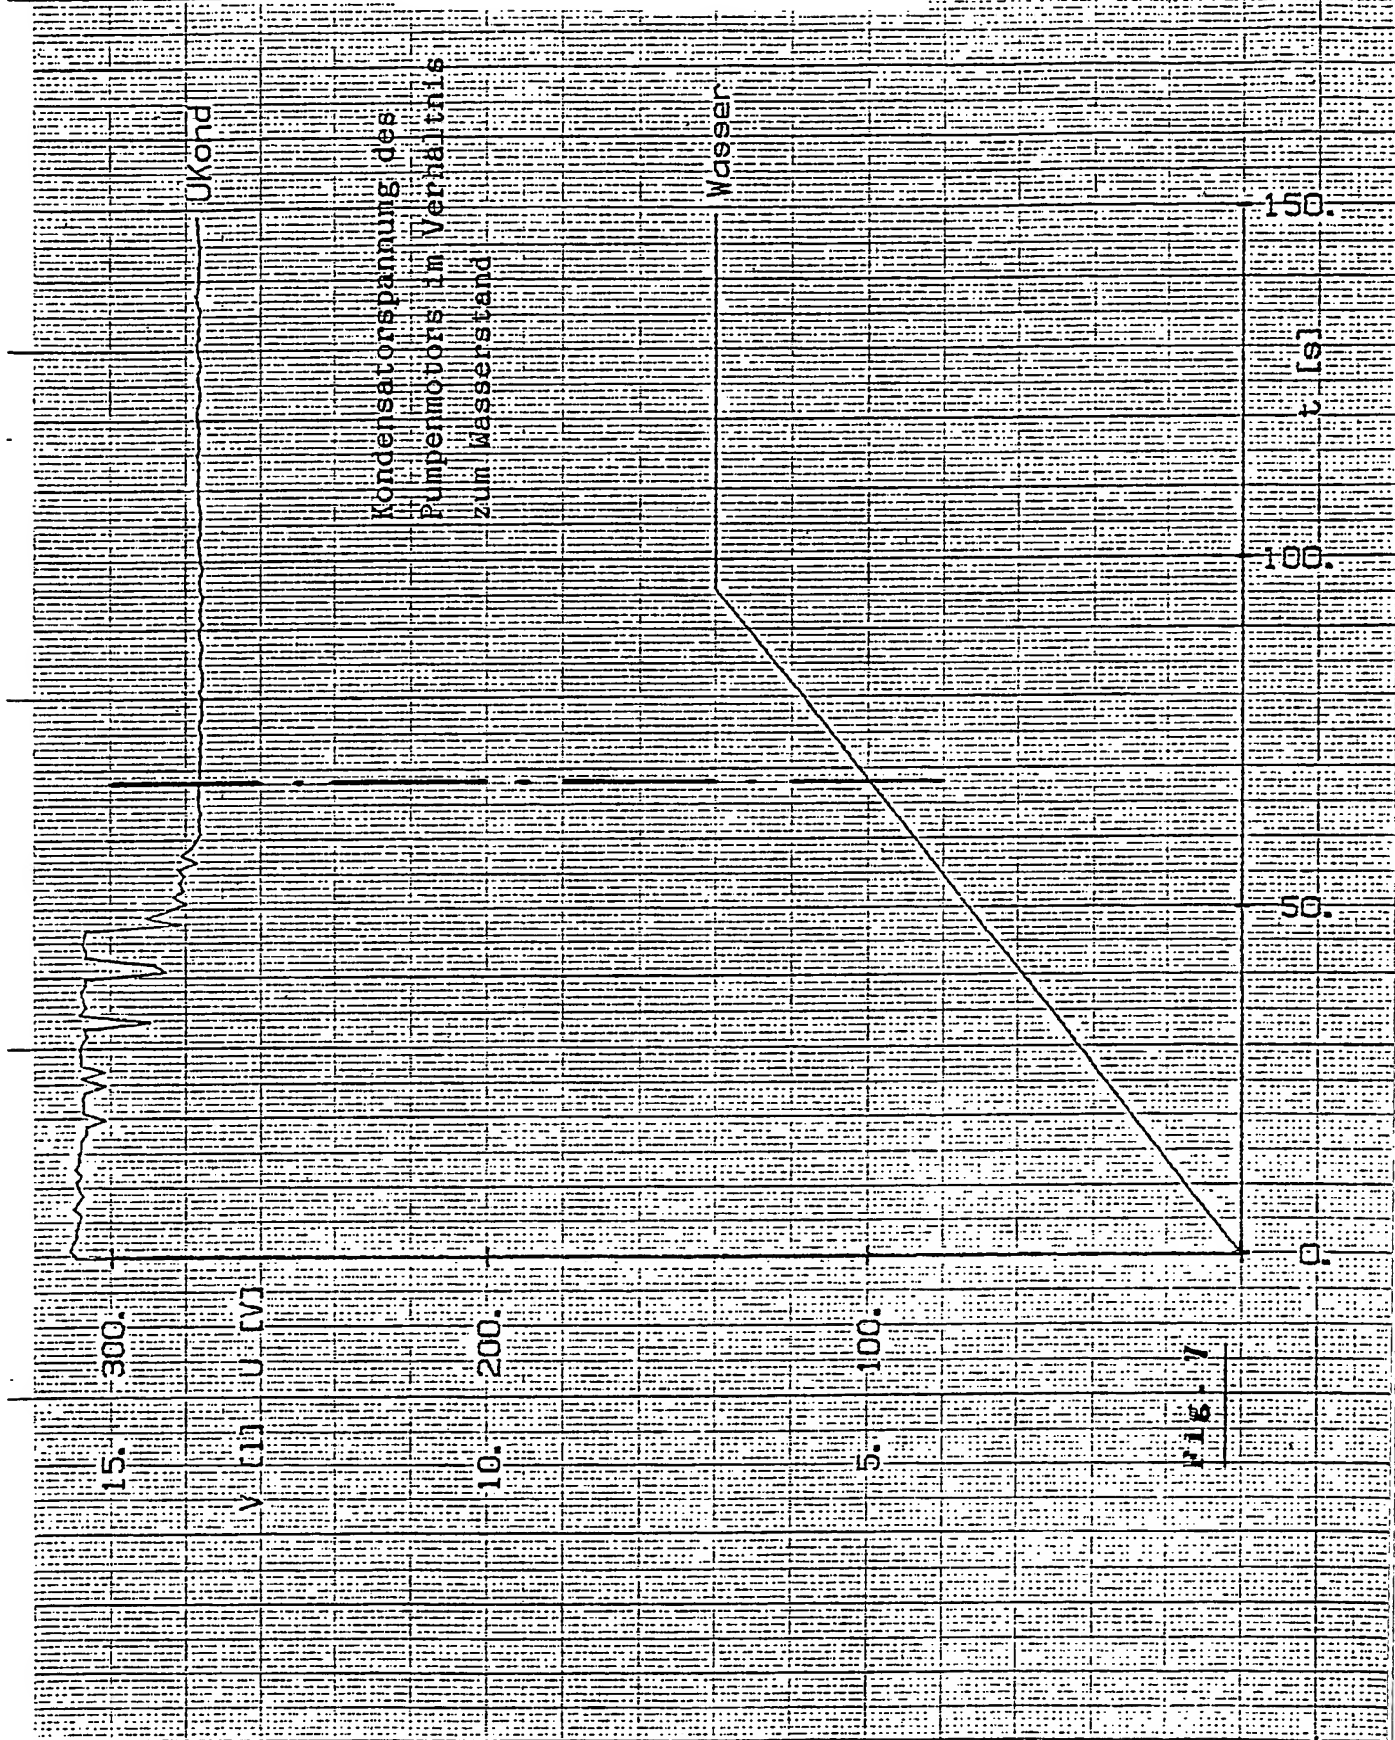 UKond
Kondensatorspannung des
Pumpenmotors im Verhältnis
zum Wasserstand
Wasser
15. 300.
V [l] U [V]
10. 200.
5. 100.
0. 50. 100. 150.
t [s]
Fig. 7